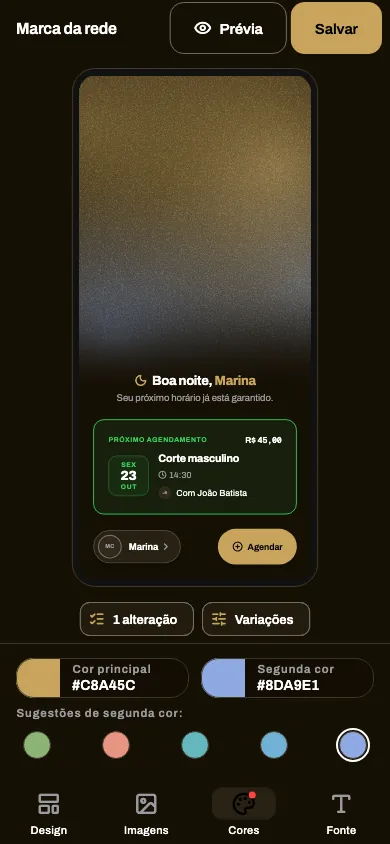 Marca da rede
Prévia
Salvar
Boa noite, Marina
Seu próximo horário já está garantido.
PRÓXIMO AGENDAMENTO
R$ 45,00
SEX
23
OUT
Corte masculino
14:30
Com João Batista
MC
Marina
Agendar
1 alteração
Variações
Cor principal
#C8A45C
Segunda cor
#8DA9E1
Sugestões de segunda cor:
Design
Imagens
Cores
Fonte